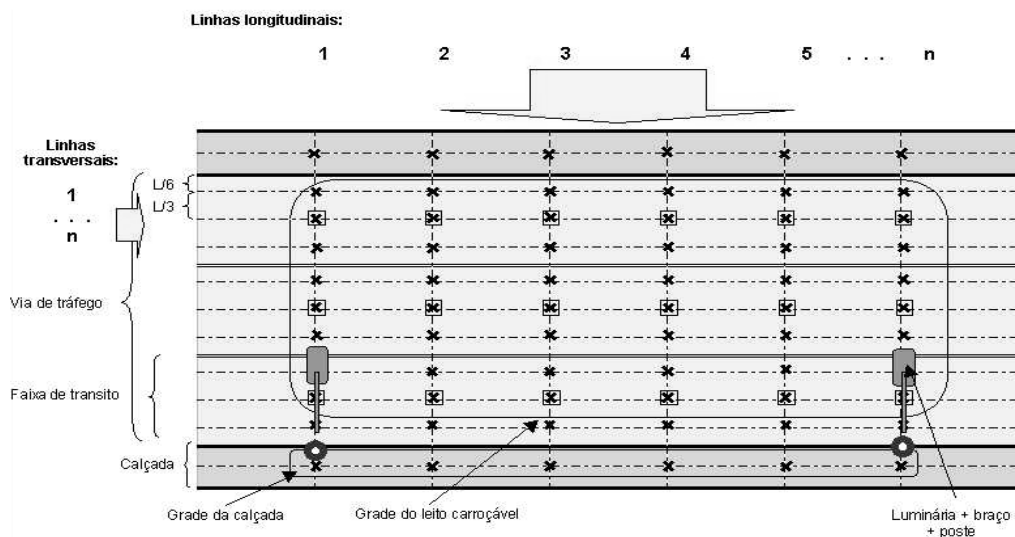 Linhas longitudinais:
1 2 3 4 5 . . . n
Linhas
transversais:
1
. . .
n
L/6
L/3
Via de tráfego
Faixa de transito
Calçada
Grade da calçada
Grade do leito carroçável
Luminária + braço
+ poste